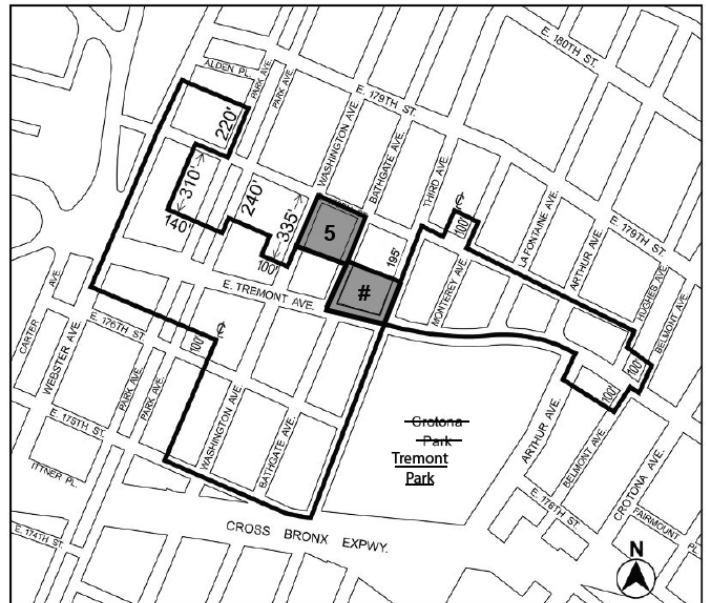 E. 180TH ST.
ALDEN PL.
PARK AVE.
PARK AVE.
E. 179TH ST.
220'
WASHINGTON AVE.
BATHGATE AVE.
THIRD AVE.
310'
240'
335'
140'
100'
5
195'
100'
LA FONTAINE AVE.
ARTHUR AVE.
E. 179TH ST.
HUGHES AVE.
BELMONT AVE.
MONTEREY AVE.
#
E. TREMONT AVE.
CARTER AVE
WEBSTER AVE.
E. 176TH ST.
100'
PARK AVE.
PARK AVE.
100'
100'
E. 175TH ST.
WASHINGTON AVE.
BATHGATE AVE.
Crotona
Park
Tremont
Park
ARTHUR AVE.
BELMONT AVE.
CROTONA AVE.
E. 176TH ST.
FAIRMOUNT PL.
ITTNER PL.
E. 174TH ST.
CROSS BRONX EXPWY.
N